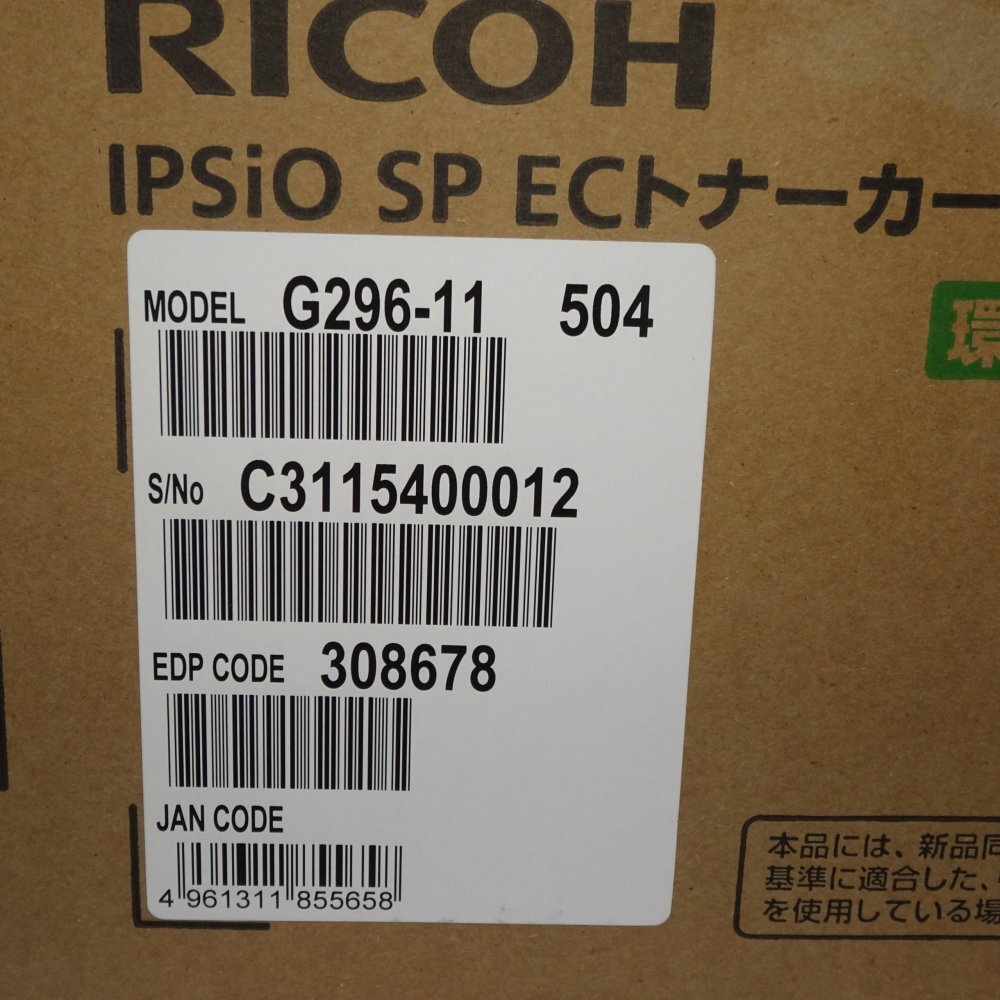 RICOH
IPSiO SP ECトナーカー
MODEL G296-11 504
環
S/No C3115400012
EDP CODE 308678
JAN CODE
4 961311 855658
本品には、新品同
基準に適合した、
を使用している場